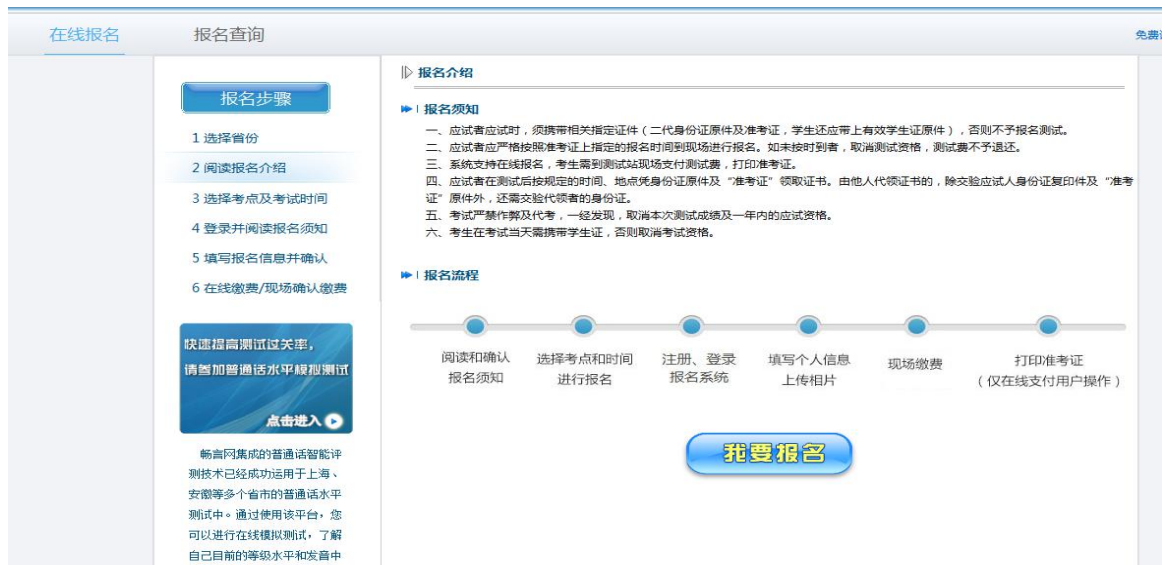 在线报名
报名查询
免费
报名步骤
1 选择省份
2 阅读报名介绍
3 选择考点及考试时间
4 登录并阅读报名须知
5 填写报名信息并确认
6 在线缴费/现场确认缴费
快速提高测试过关率,
请参加普通话水平模拟测试
点击进入
畅言网集成的普通话智能评
测技术已经成功运用于上海、
安徽等多个省市的普通话水平
测试中。通过使用该平台,您
可以进行在线模拟测试,了解
自己目前的等级水平和发音中
报名介绍
报名须知
一、应试者应试时,须携带相关指定证件(二代身份证原件及准考证,学生还应带上有效学生证原件),否则不予报名测试。
二、应试者应严格按照准考证上指定的报名时间到现场进行报名。如未按时到者,取消测试资格,测试费不予退还。
三、系统支持在线报名,考生需到测试站现场支付测试费,打印准考证。
四、应试者在测试后按规定的时间、地点凭身份证原件及“准考证”领取证书。由他人代领证书的,除交验应试人身份证复印件及“准考
证”原件外,还需交验代领者的身份证。
五、考试严禁作弊及代考,一经发现,取消本次测试成绩及一年内的应试资格。
六、考生在考试当天需携带学生证,否则取消考试资格。
报名流程
阅读和确认
报名须知
选择考点和时间
进行报名
注册、登录
报名系统
填写个人信息
上传相片
现场缴费
打印准考证
(仅在线支付用户操作)
我要报名